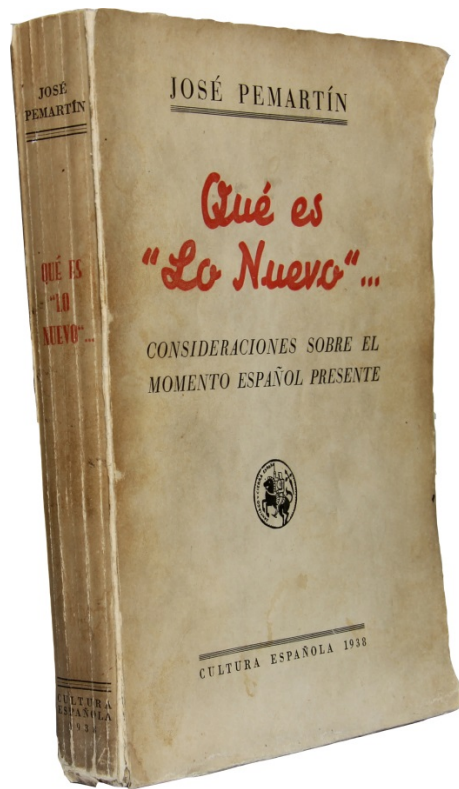 JOSÉ
PEMARTÍN
QUÉ ES
"LO
NUEVO"...
CULTURA
ESPAÑOLA
JOSÉ PEMARTÍN
Qué es
"Lo Nuevo"...
CONSIDERACIONES SOBRE EL
MOMENTO ESPAÑOL PRESENTE
CULTURA ESPAÑOLA 1938